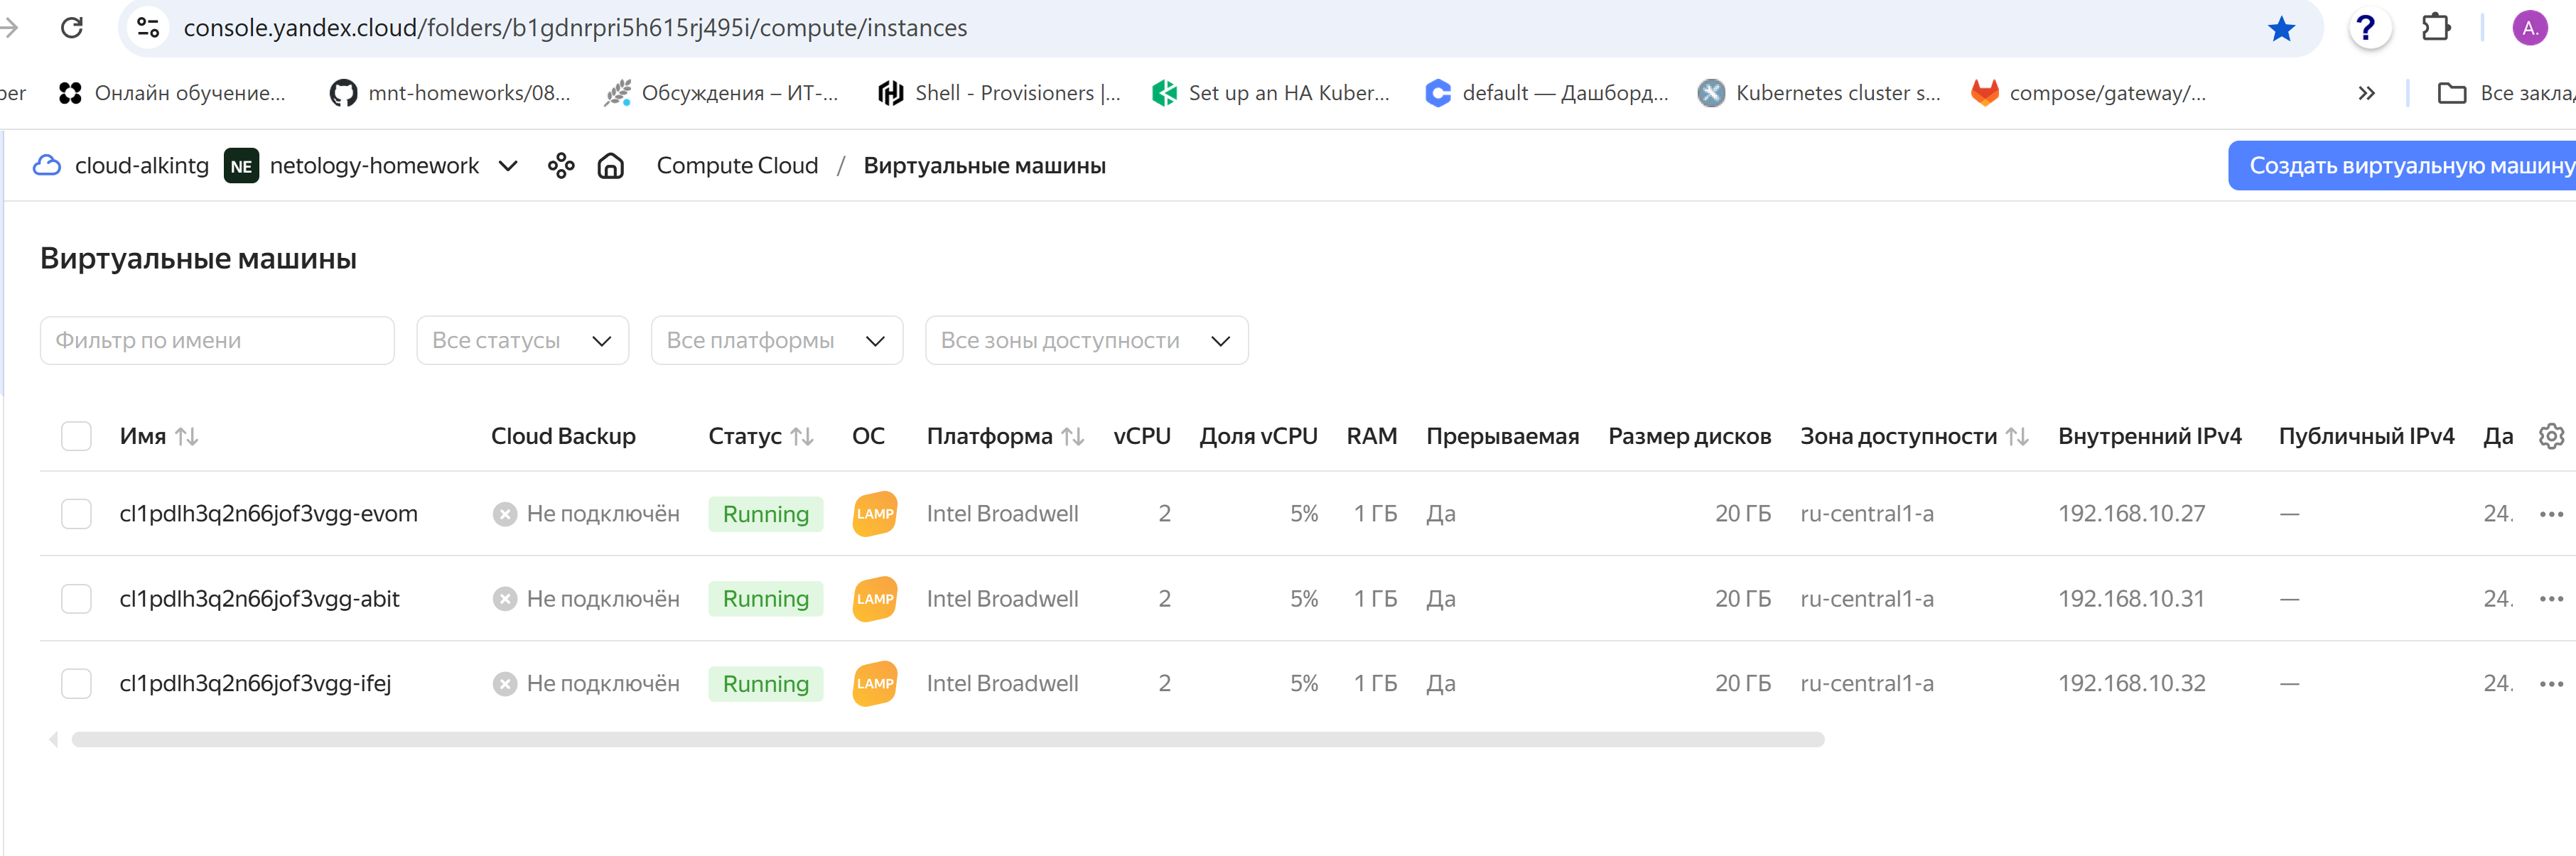 console.yandex.cloud/folders/b1gdnrpri5h615rj495i/compute/instances ? A.
per Онлайн обучение... mnt-homeworks/08... Обсуждения – ИТ-... Shell - Provisioners |... Set up an HA Kuber... default — Дашборд... Kubernetes cluster s... compose/gateway/... » Все заклад
cloud-alkintg NE netology-homework Compute Cloud / Виртуальные машины Создать виртуальную машину
Виртуальные машины
Фильтр по имени Все статусы Все платформы Все зоны доступности
Имя Cloud Backup Статус ОС Платформа vCPU Доля vCPU RAM Прерываемая Размер дисков Зона доступности Внутренний IPv4 Публичный IPv4 Да
cl1pdlh3q2n66jof3vgg-evom Не подключён Running LAMP Intel Broadwell 2 5% 1 ГБ Да 20 ГБ ru-central1-a 192.168.10.27 — 24. ...
cl1pdlh3q2n66jof3vgg-abit Не подключён Running LAMP Intel Broadwell 2 5% 1 ГБ Да 20 ГБ ru-central1-a 192.168.10.31 — 24. ...
cl1pdlh3q2n66jof3vgg-ifej Не подключён Running LAMP Intel Broadwell 2 5% 1 ГБ Да 20 ГБ ru-central1-a 192.168.10.32 — 24. ...